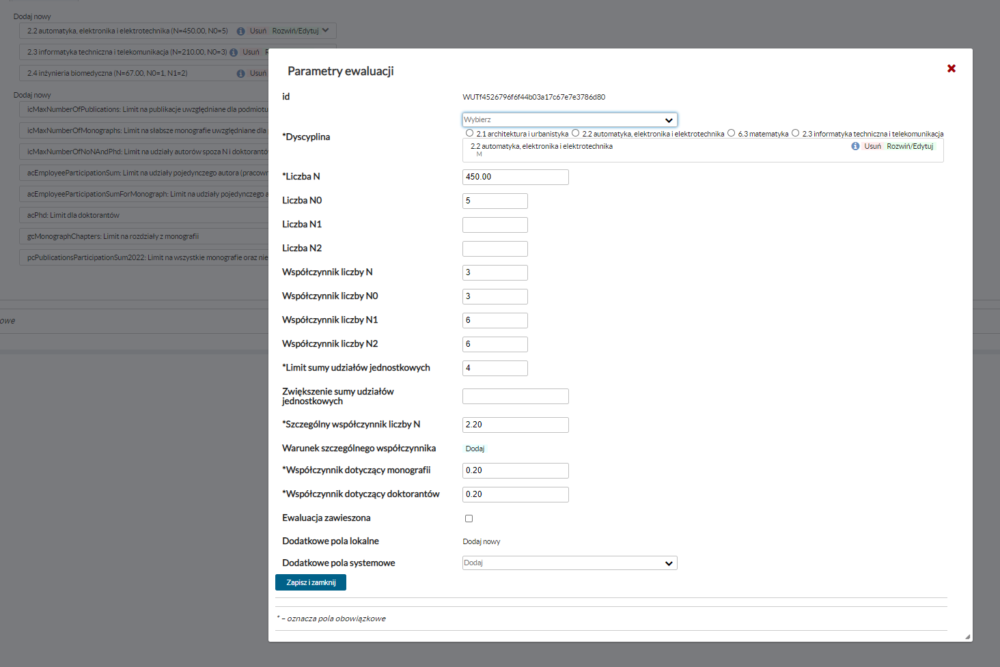 Dodaj nowy
2.2 automatyka, elektronika i elektrotechnika (N=450.00, N0=5) Usuń Rozwiń/Edytuj
2.3 informatyka techniczna i telekomunikacja (N=210.00, N0=3) Usuń R
2.4 inżynieria biomedyczna (N=67.00, N0=1, N1=2) Usuń
Dodaj nowy
icMaxNumberOfPublications: Limit na publikacje uwzględniane dla podmiotu
icMaxNumberOfMonographs: Limit na słabsze monografie uwzględniane dla
icMaxNumberOfNoNAndPhd: Limit na udziały autorów spoza N i doktorantów
acEmployeeParticipationSum: Limit na udziały pojedynczego autora (pracown
acEmployeeParticipationSumForMonograph: Limit na udziały pojedynczego a
acPhd: Limit dla doktorantów
gcMonographChapters: Limit na rozdziały z monografii
pcPublicationsParticipationSum2022: Limit na wszystkie monografie oraz nie
owe
Parametry ewaluacji
id WUTf4526796f6f44b03a17c67e7e3786d80
Wybierz
*Dyscyplina 2.1 architektura i urbanistyka 2.2 automatyka, elektronika i elektrotechnika 6.3 matematyka 2.3 informatyka techniczna i telekomunikacja
2.2 automatyka, elektronika i elektrotechnika Usuń Rozwiń/Edytuj
M
*Liczba N 450.00
Liczba N0 5
Liczba N1
Liczba N2
Współczynnik liczby N 3
Współczynnik liczby N0 3
Współczynnik liczby N1 6
Współczynnik liczby N2 6
*Limit sumy udziałów jednostkowych 4
Zwiększenie sumy udziałów
jednostkowych
*Szczególny współczynnik liczby N 2.20
Warunek szczególnego współczynnika Dodaj
*Współczynnik dotyczący monografii 0.20
*Współczynnik dotyczący doktorantów 0.20
Ewaluacja zawieszona
Dodatkowe pola lokalne Dodaj nowy
Dodatkowe pola systemowe Dodaj
Zapisz i zamknij
* – oznacza pola obowiązkowe